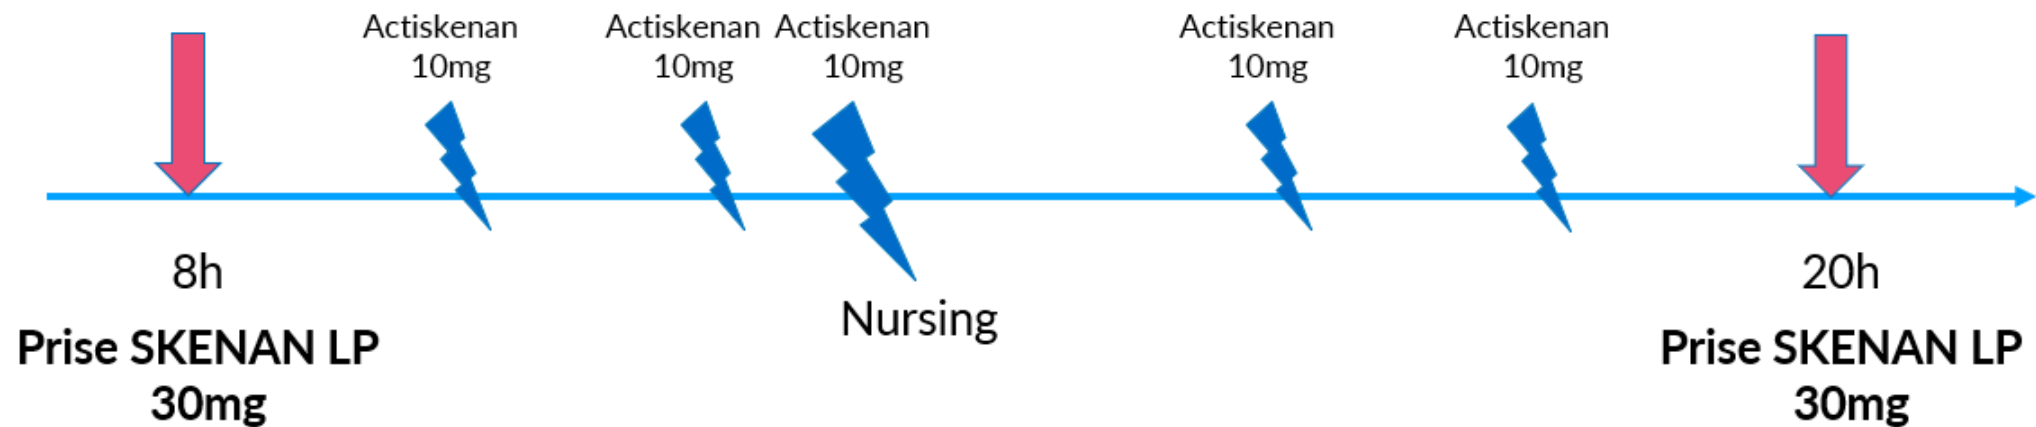 Actiskenan
10mg
Actiskenan
10mg
Actiskenan
10mg
Actiskenan
10mg
Actiskenan
10mg
8h
Prise SKENAN LP
30mg
Nursing
20h
Prise SKENAN LP
30mg